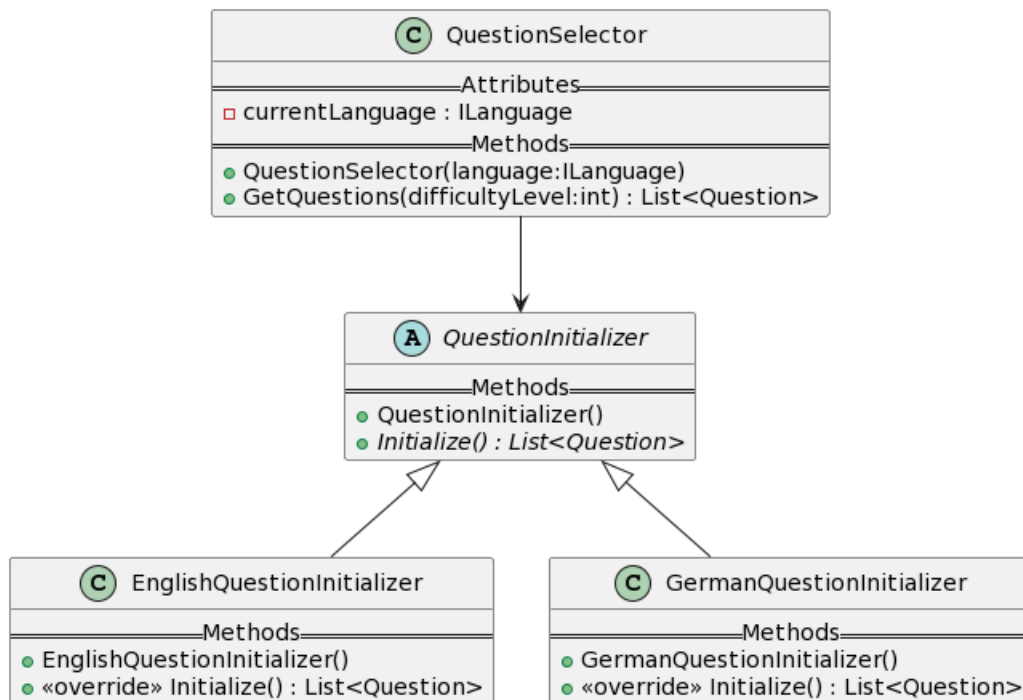 C QuestionSelector
Attributes
currentLanguage : ILanguage
Methods
QuestionSelector(language:ILanguage)
GetQuestions(difficultyLevel:int) : List<Question>
A QuestionInitializer
Methods
QuestionInitializer()
Initialize() : List<Question>
C EnglishQuestionInitializer
Methods
EnglishQuestionInitializer()
«override» Initialize() : List<Question>
C GermanQuestionInitializer
Methods
GermanQuestionInitializer()
«override» Initialize() : List<Question>